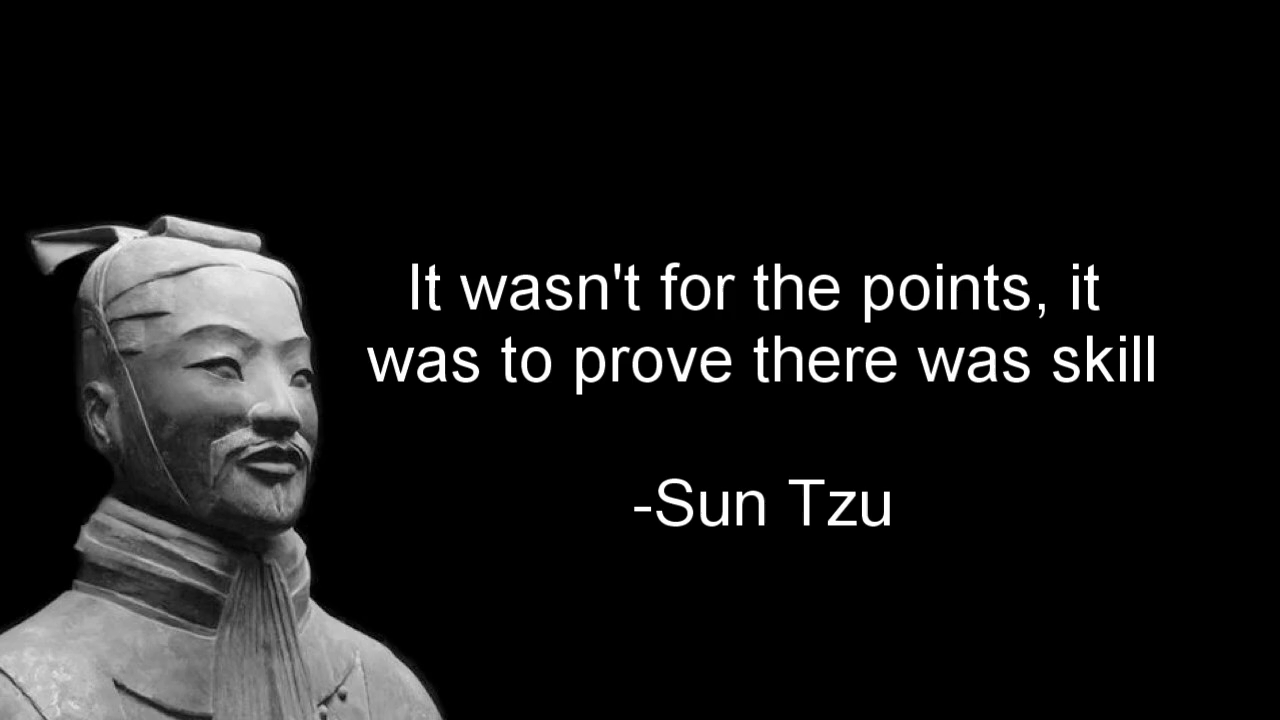 It wasn't for the points, it
was to prove there was skill
-Sun Tzu